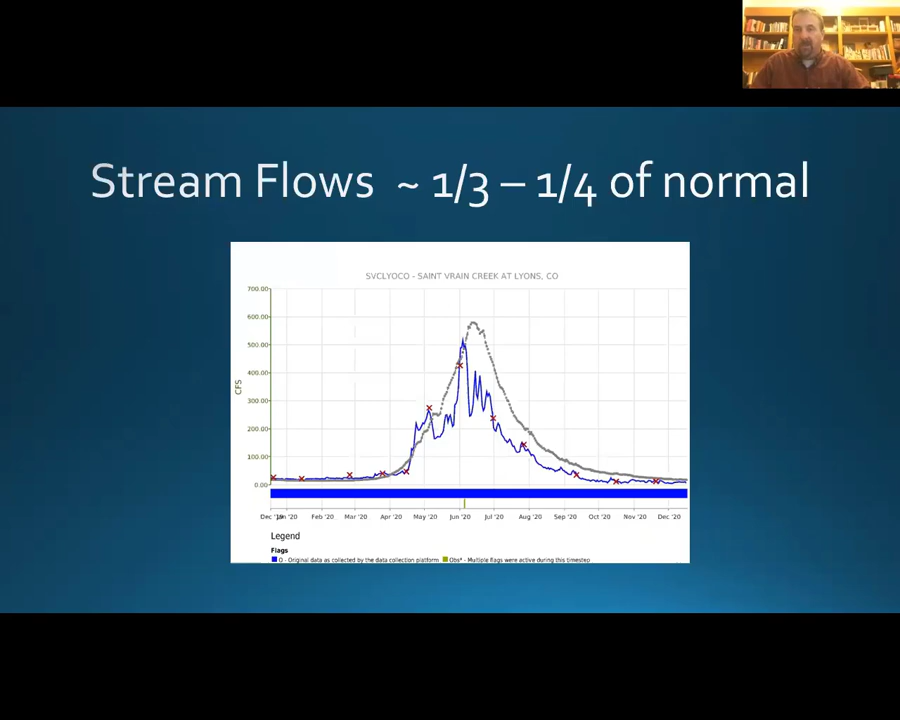 Stream Flows ~ 1/3 – 1/4 of normal
SVCLYOCO - SAINT VRAIN CREEK AT LYONS, CO
700.00
600.00
500.00
400.00
300.00
200.00
100.00
0.00
CFS
Feb '20 Mar '20 Apr '20 May '20 Jun '20 Jul '20 Aug '20 Sep '20 Oct '20 Nov '20 Dec '20
Legend
Flags
O - Original data as collected by the data collection platform Obs* - Multiple flags were active during this timestep